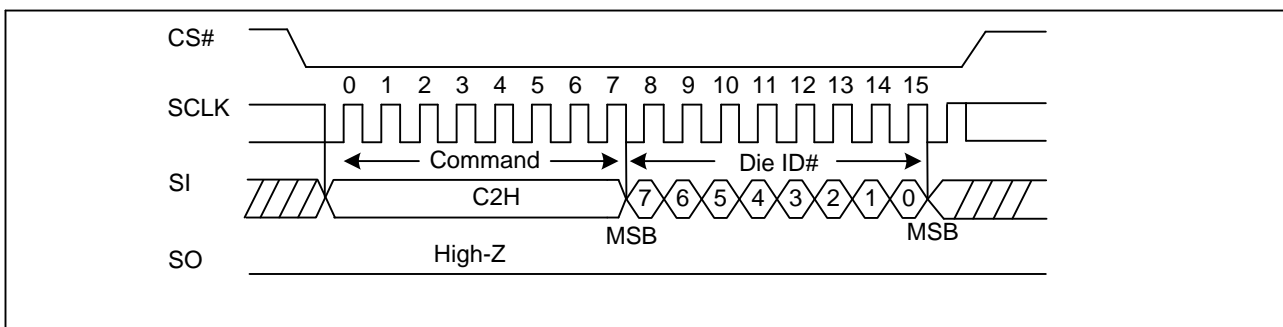 CS#
0 1 2 3 4 5 6 7 8 9 10 11 12 13 14 15
SCLK
Command Die ID#
SI
C2H 7 6 5 4 3 2 1 0
MSB MSB
High-Z
SO